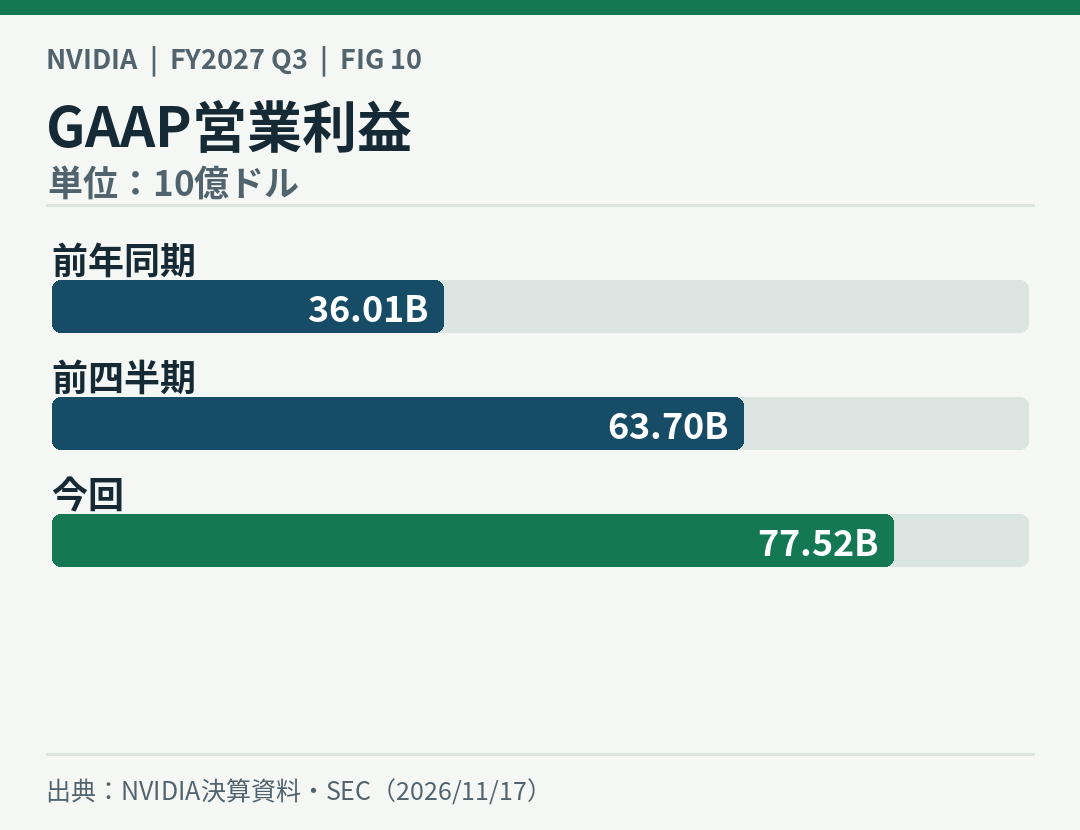 NVIDIA | FY2027 Q3 | FIG 10
GAAP営業利益
単位：10億ドル
前年同期
36.01B
前四半期
63.70B
今回
77.52B
出典：NVIDIA決算資料・SEC（2026/11/17）